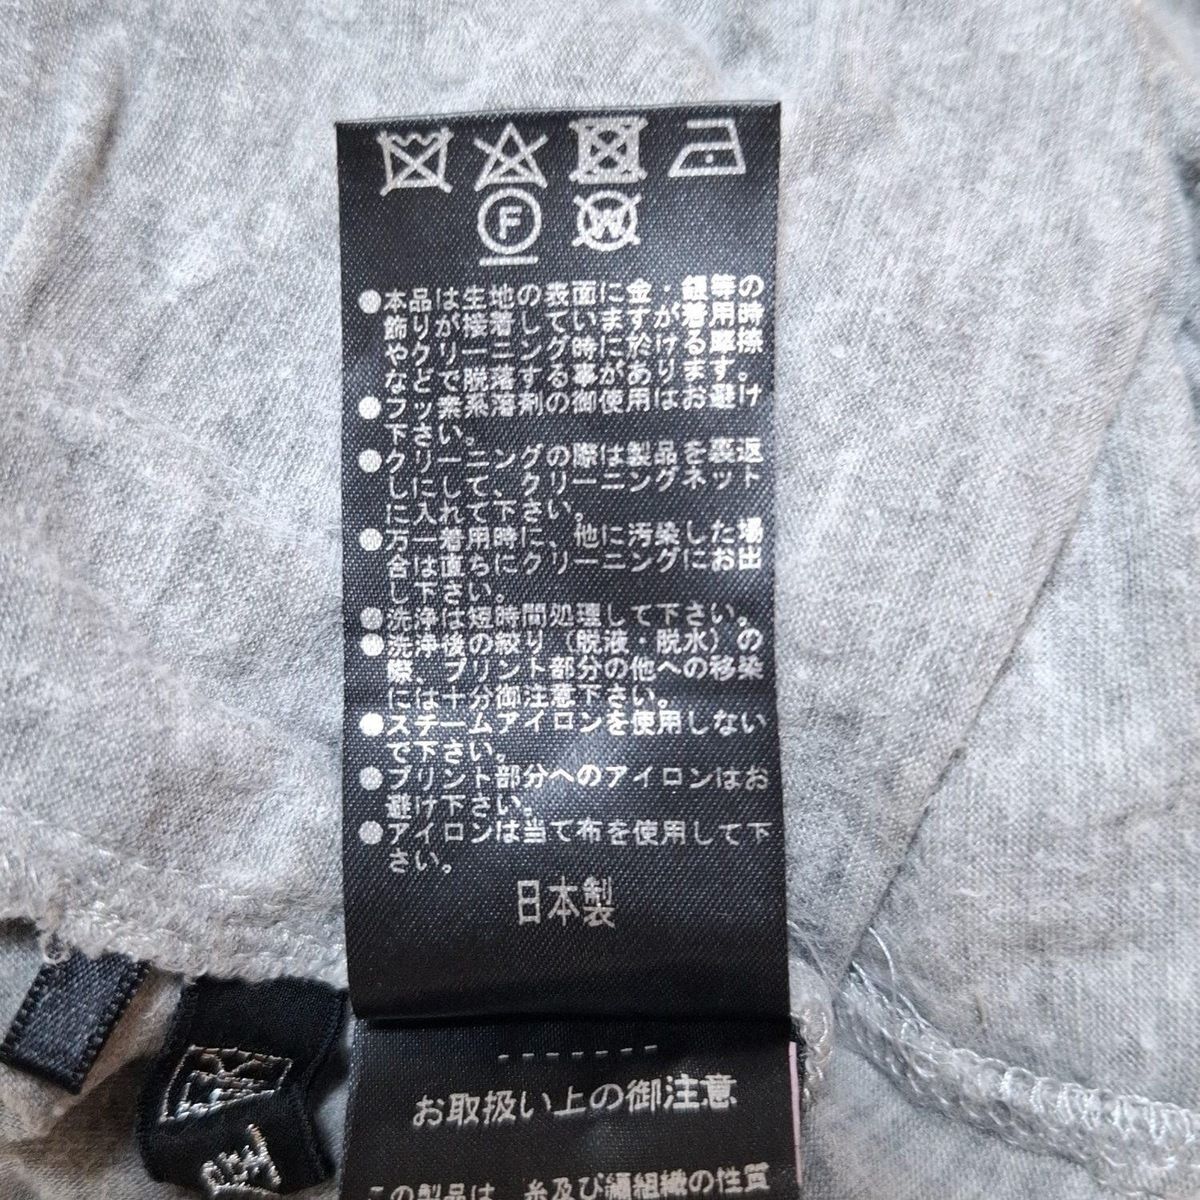 F
W
●本品は生地の表面に金・銀等の
飾りが接着していますが着用時
やクリーニング時に於ける摩擦
などで脱落する事があります。
●フッ素系溶剤の御使用はお避け
下さい。
●クリーニングの際は製品を裏返
しにして、クリーニングネット
に入れて下さい。
●万一着用時に、他に汚染した場
合は直ちにクリーニングにお出
し下さい。
●洗浄は短時間処理して下さい。
●洗浄後の絞り（脱液・脱水）の
際、プリント部分の他への移染
には十分御注意下さい。
●スチームアイロンを使用しない
で下さい。
●プリント部分へのアイロンはお
避け下さい。
●アイロンは当て布を使用して下
さい。
日本製
-------
お取扱い上の御注意
この製品は、糸及び編組織の性質